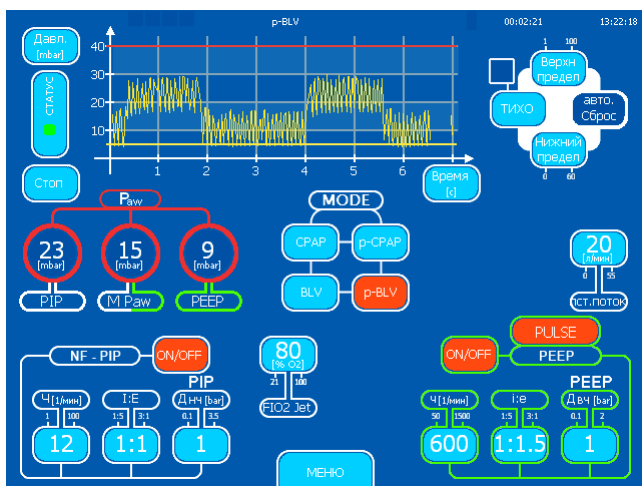 p-BLV 00:02:21 13:22:18
Давл.
[mbar]
40
30
20
10
1 2 3 4 5 6
Время
[c]
СТАТУС
Стоп
1 100
Верхн
предел
ТИХО
авто.
Сброс
Нижний
предел
0 60
Paw
23
[mbar]
15
[mbar]
9
[mbar]
PIP
M Paw
PEEP
MODE
CPAP
p-CPAP
BLV
p-BLV
20
[л/мин]
0 55
ПСТ.ПОТОК
NF - PIP
ON/OFF
PIP
Ч[1/мин]
1 100
12
I:E
1:5 3:1
1:1
Д НЧ [bar]
0.1 3.5
1
80
[% O2]
21 100
FIO2 Jet
МЕНЮ
PULSE
ON/OFF
PEEP
PEEP
Ч[1/мин]
50 1500
600
i:e
1:5 3:1
1:1.5
Д ВЧ [bar]
0.1 2
1